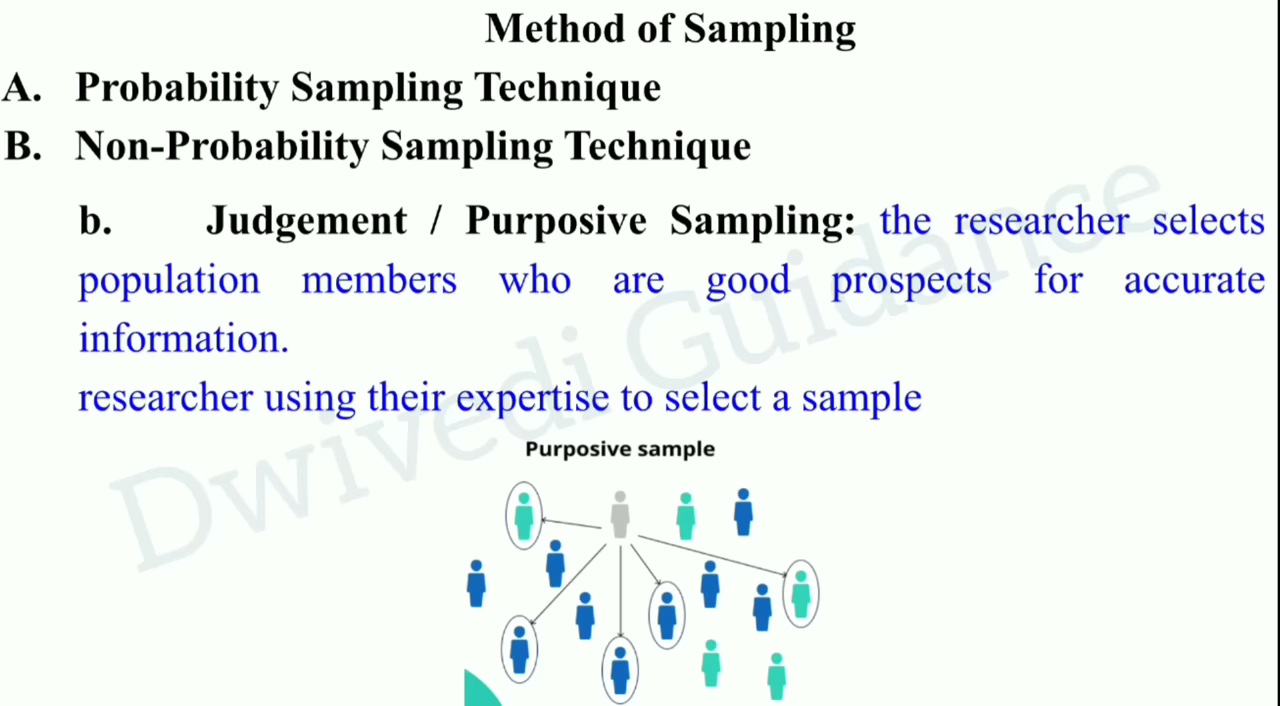 Method of Sampling
A. Probability Sampling Technique
B. Non-Probability Sampling Technique
b. Judgement / Purposive Sampling: the researcher selects
population members who are good prospects for accurate
information.
researcher using their expertise to select a sample
Purposive sample
Dwivedi Guidance